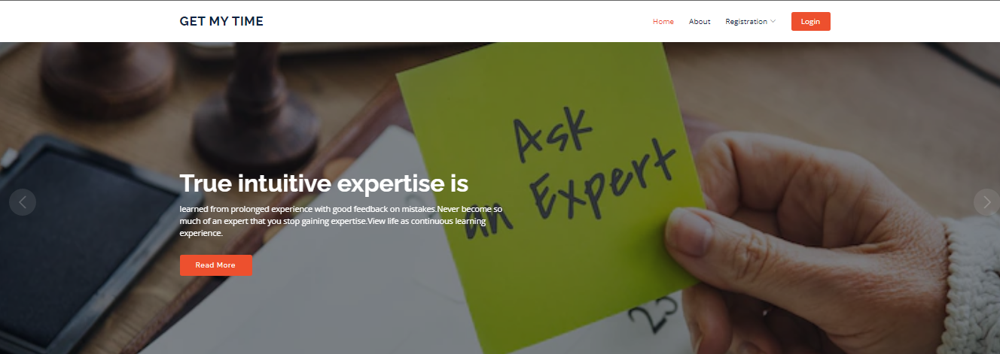 GET MY TIME
Home About Registration Login
Ask
an Expert
True intuitive expertise is
learned from prolonged experience with good feedback on mistakes.Never become so
much of an expert that you stop gaining expertise.View life as continuous learning
experience.
Read More
23